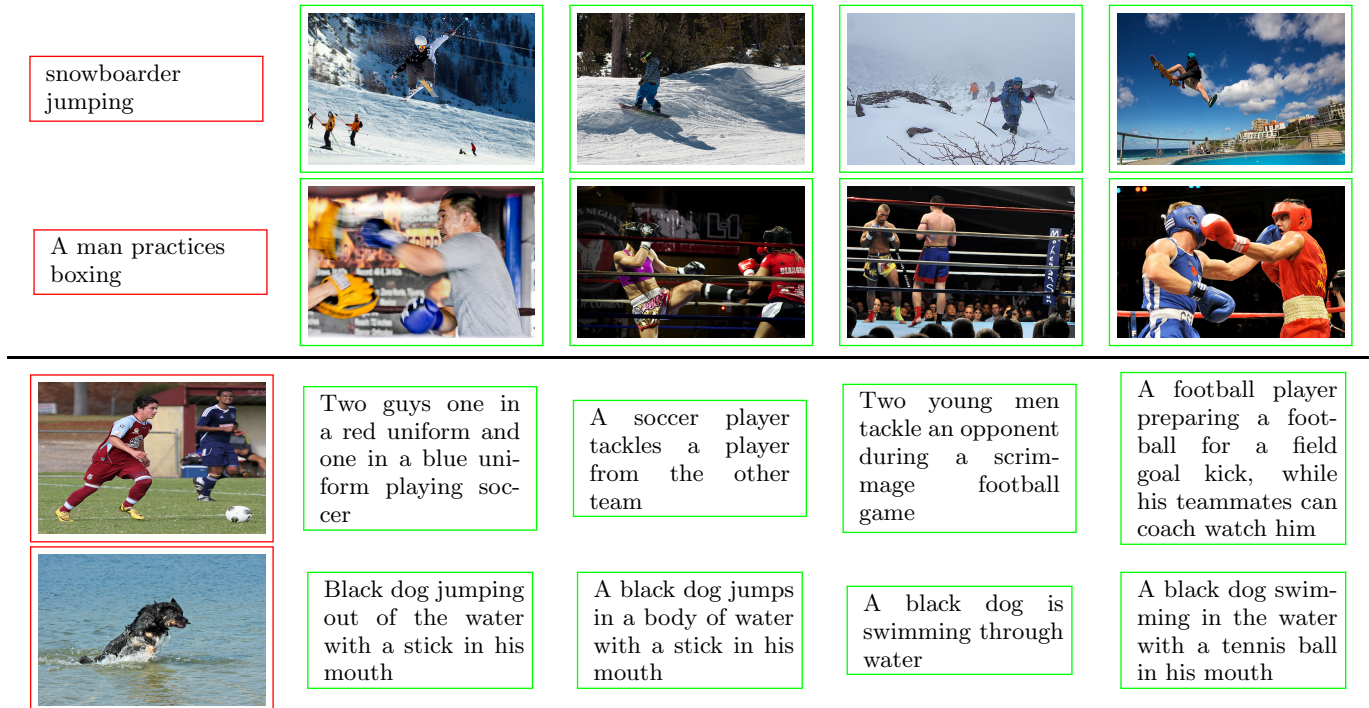 snowboarder
jumping
A man practices
boxing
Two guys one in
a red uniform and
one in a blue uni-
form playing soc-
cer
A soccer player
tackles a player
from the other
team
Two young men
tackle an opponent
during a scrim-
mage football
game
A football player
preparing a foot-
ball for a field
goal kick, while
his teammates can
coach watch him
Black dog jumping
out of the water
with a stick in his
mouth
A black dog jumps
in a body of water
with a stick in his
mouth
A black dog is
swimming through
water
A black dog swim-
ming in the water
with a tennis ball
in his mouth